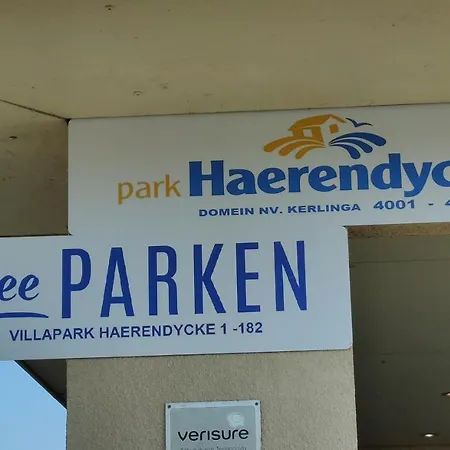 park Haerendyc
DOMEIN NV. KERLINGA 4001 - 4
ee PARKEN
VILLAPARK HAERENDYCKE 1 -182
verisure